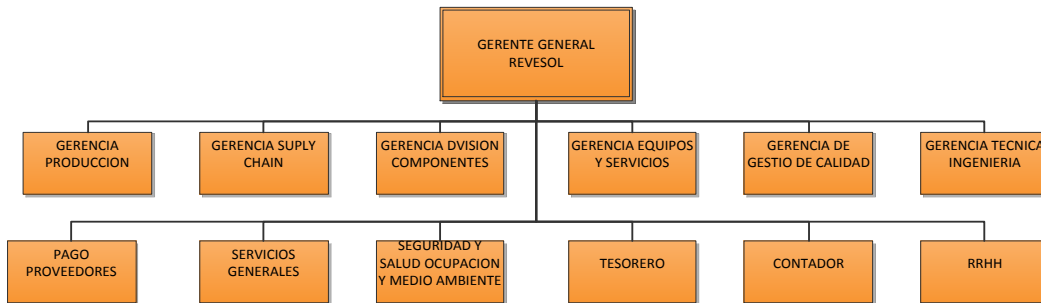 GERENTE GENERAL
REVESOL
GERENCIA
PRODUCCION
GERENCIA SUPLY
CHAIN
GERENCIA DVISION
COMPONENTES
GERENCIA EQUIPOS
Y SERVICIOS
GERENCIA DE
GESTIO DE CALIDAD
GERENCIA TECNICA
INGENIERIA
PAGO
PROVEEDORES
SERVICIOS
GENERALES
SEGURIDAD Y
SALUD OCUPACION
Y MEDIO AMBIENTE
TESORERO
CONTADOR
RRHH